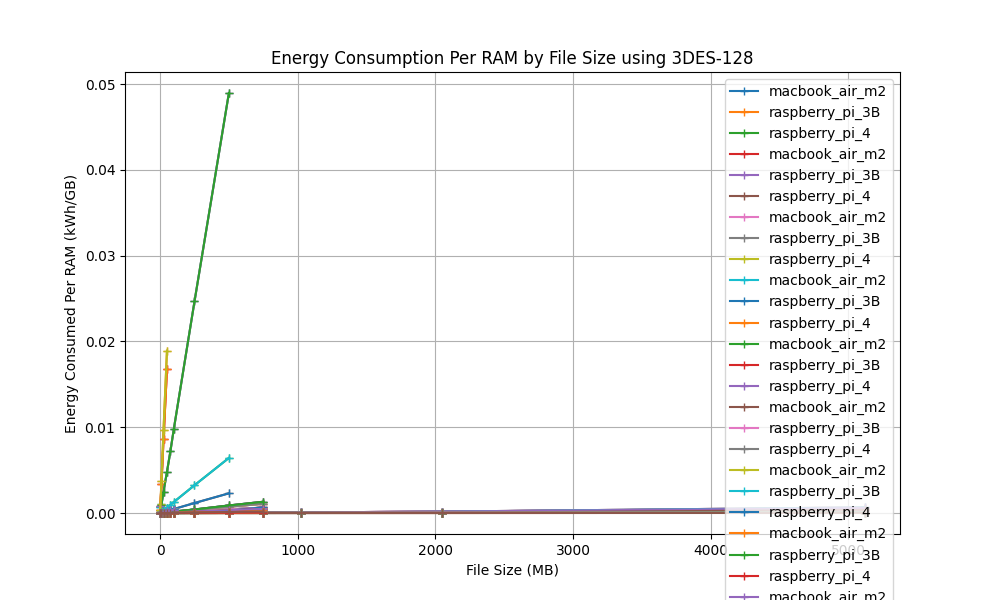 Energy Consumption Per RAM by File Size using 3DES-128
Energy Consumed Per RAM (kWh/GB)
0.05
0.04
0.03
0.02
0.01
0.00
0
1000
2000
3000
4000
5000
File Size (MB)
macbook_air_m2
raspberry_pi_3B
raspberry_pi_4
macbook_air_m2
raspberry_pi_3B
raspberry_pi_4
macbook_air_m2
raspberry_pi_3B
raspberry_pi_4
macbook_air_m2
raspberry_pi_3B
raspberry_pi_4
macbook_air_m2
raspberry_pi_3B
raspberry_pi_4
macbook_air_m2
raspberry_pi_3B
raspberry_pi_4
macbook_air_m2
raspberry_pi_3B
raspberry_pi_4
macbook_air_m2
raspberry_pi_3B
raspberry_pi_4
macbook_air_m2